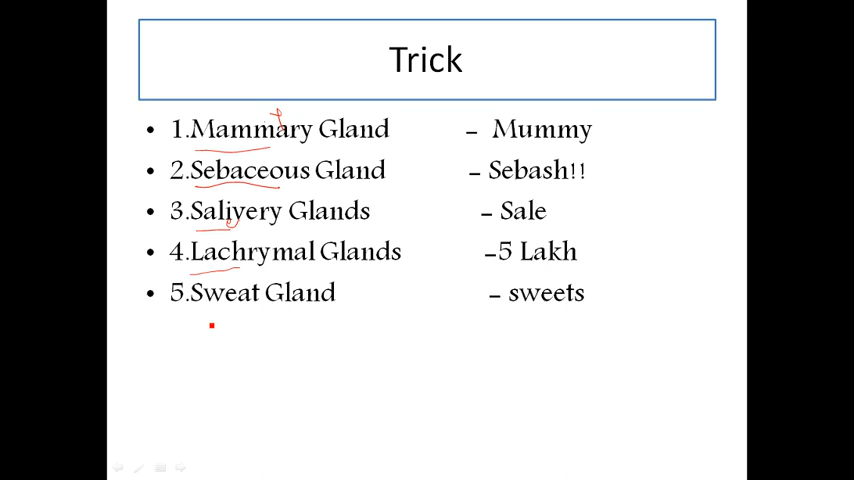 Trick
• 1.Mammary Gland - Mummy
• 2.Sebaceous Gland - Sebash!!
• 3.Salivery Glands - Sale
• 4.Lachrymal Glands -5 Lakh
• 5.Sweat Gland - sweets